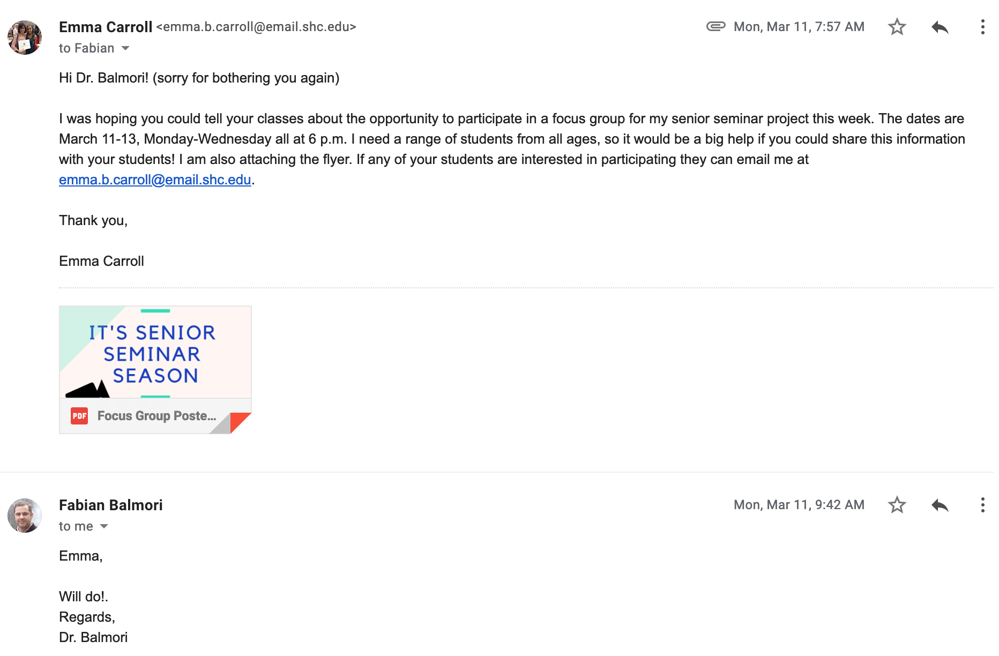 Emma Carroll <emma.b.carroll@email.shc.edu> Mon, Mar 11, 7:57 AM
to Fabian
Hi Dr. Balmori! (sorry for bothering you again)
I was hoping you could tell your classes about the opportunity to participate in a focus group for my senior seminar project this week. The dates are
March 11-13, Monday-Wednesday all at 6 p.m. I need a range of students from all ages, so it would be a big help if you could share this information
with your students! I am also attaching the flyer. If any of your students are interested in participating they can email me at
emma.b.carroll@email.shc.edu.
Thank you,
Emma Carroll
IT'S SENIOR
SEMINAR
SEASON
PDF Focus Group Poste...
Fabian Balmori Mon, Mar 11, 9:42 AM
to me
Emma,
Will do!.
Regards,
Dr. Balmori